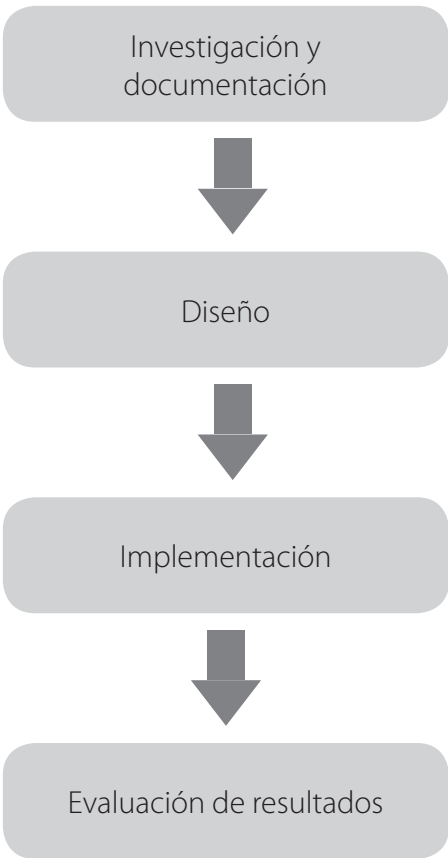 Investigación y
documentación
Diseño
Implementación
Evaluación de resultados